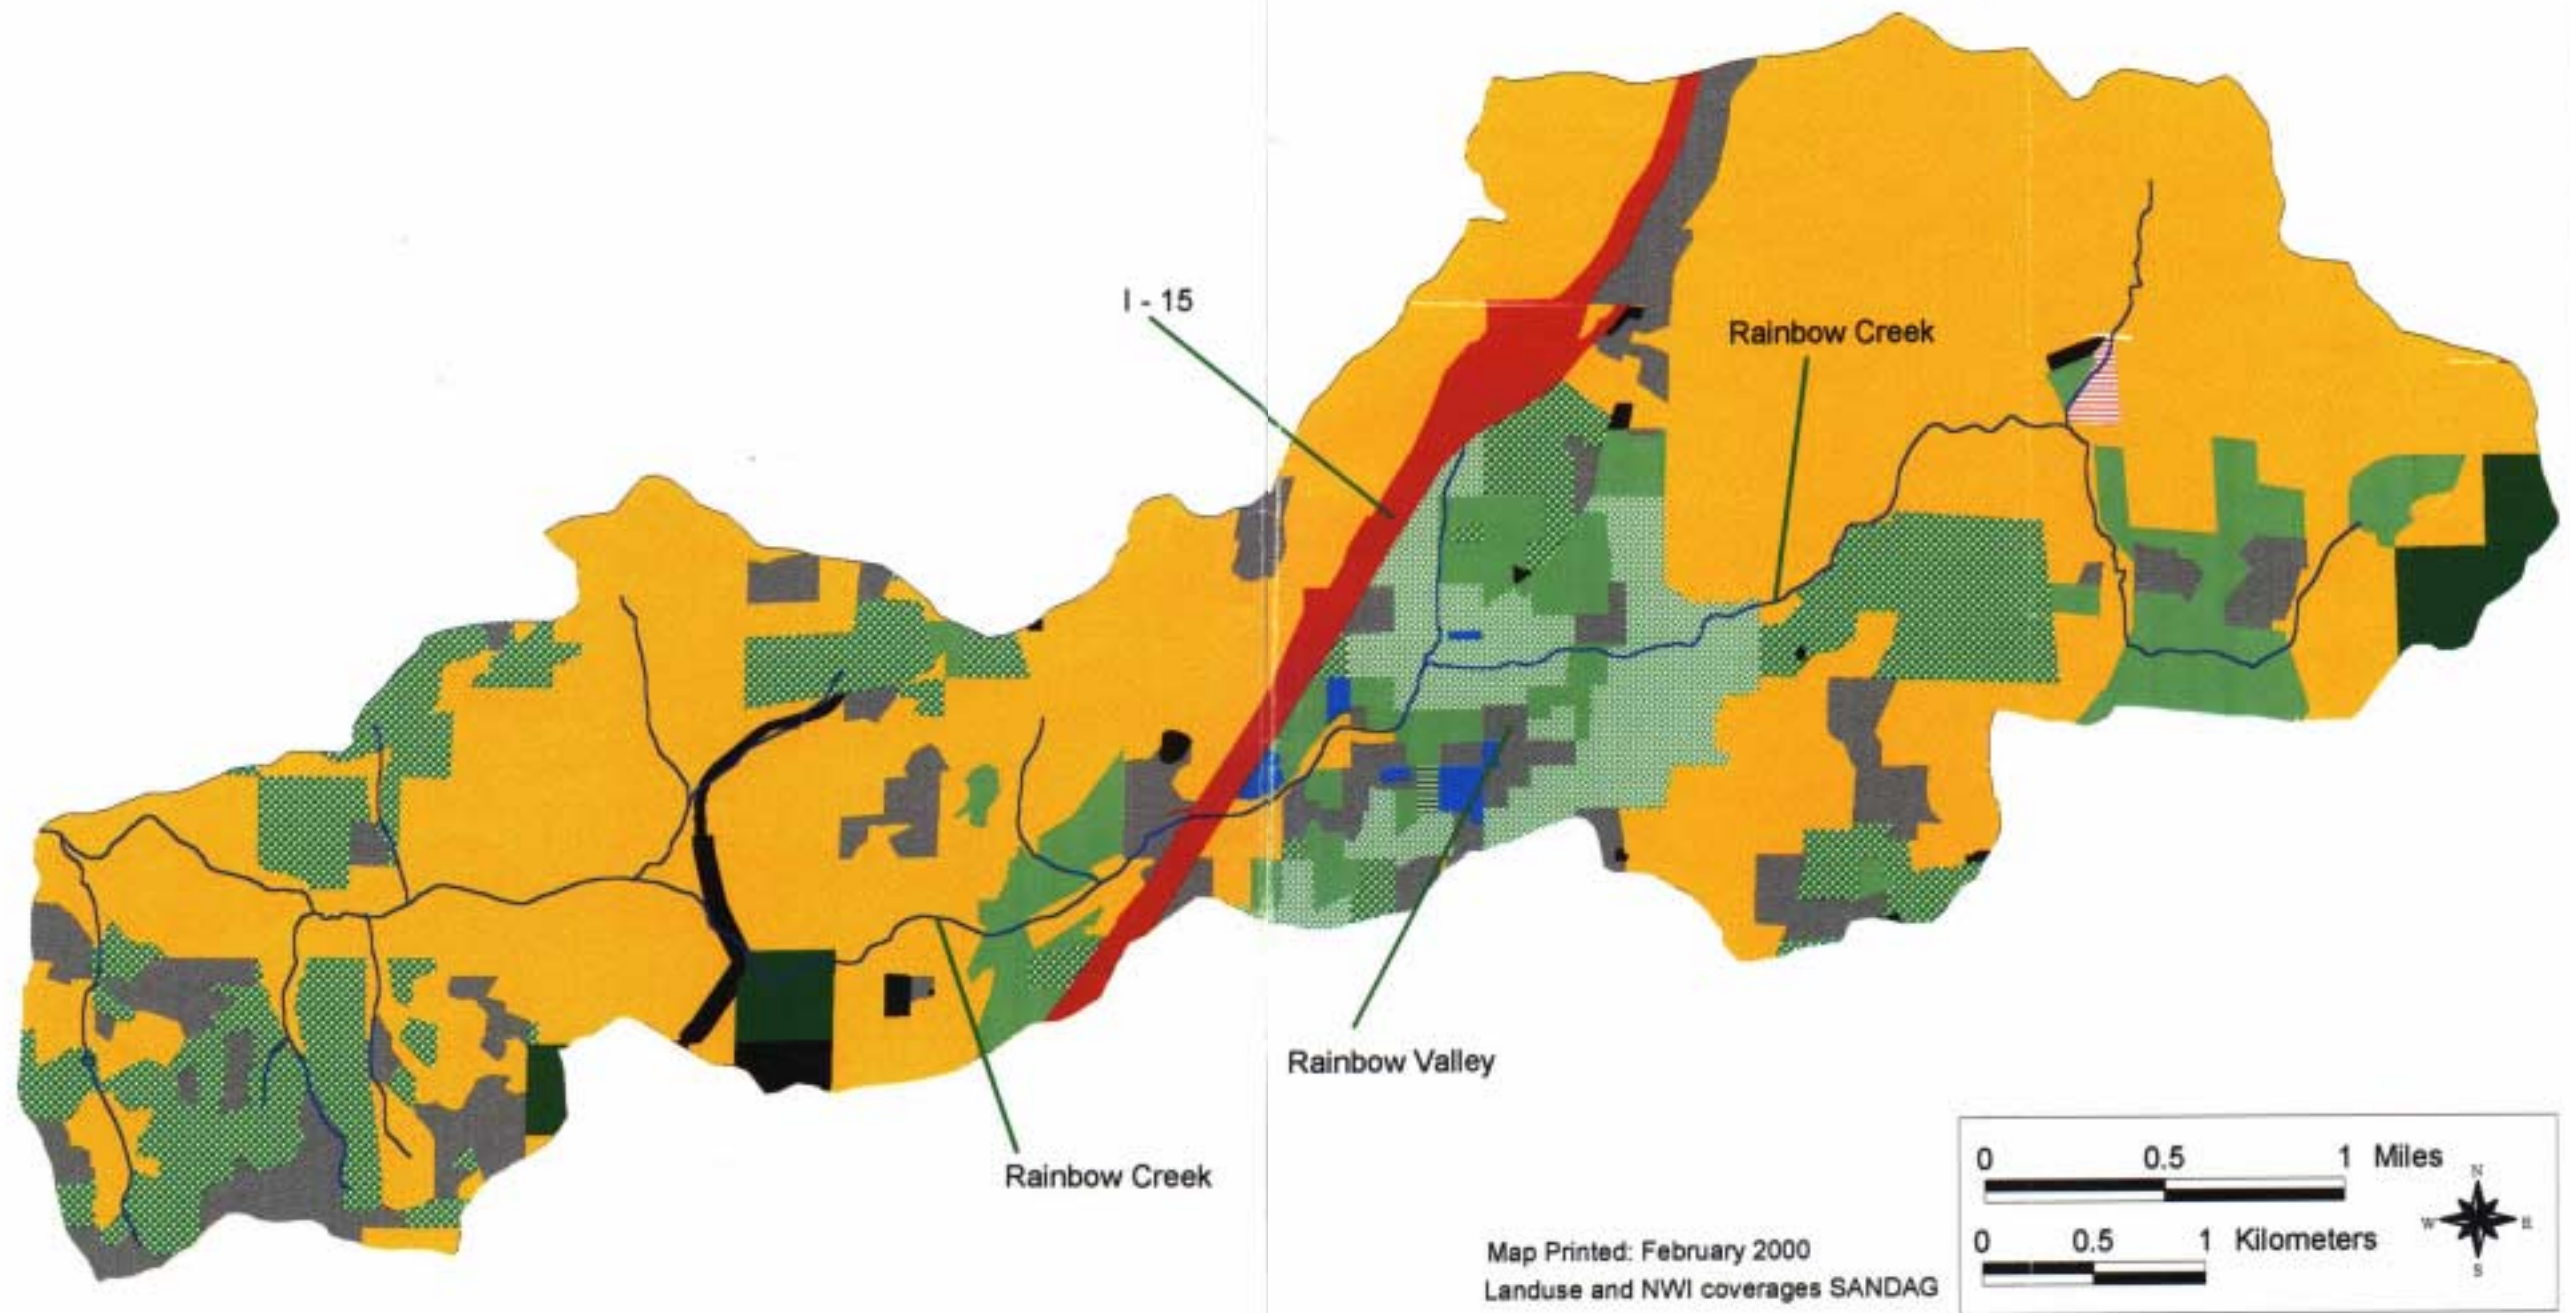 I - 15
Rainbow Creek
Rainbow Valley
Rainbow Creek
0 0.5 1 Miles
0 0.5 1 Kilometers
N
W E
S
Map Printed: February 2000
Landuse and NWI coverages SANDAG